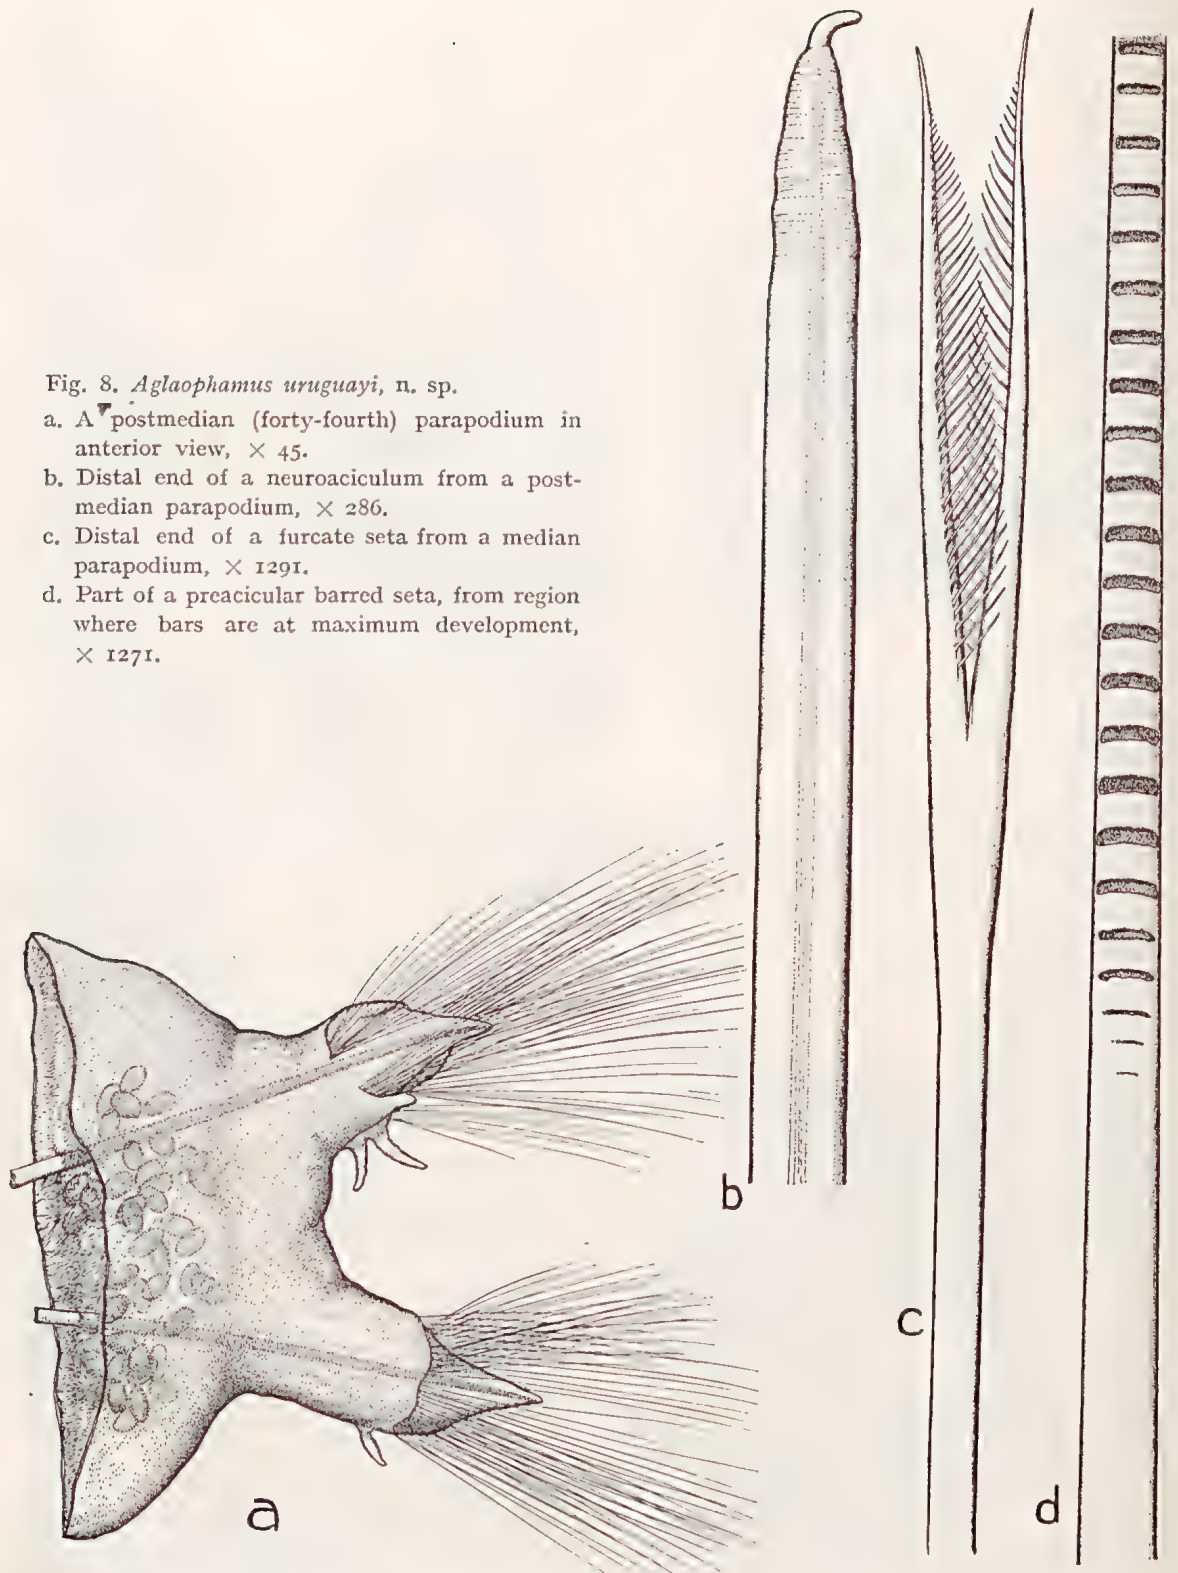 Fig. 8. Aglaophamus uruguayi, n. sp.
a. A postmedian (forty-fourth) parapodium in
anterior view, × 45.
b. Distal end of a neuroaciculum from a post-
median parapodium, × 286.
c. Distal end of a furcate seta from a median
parapodium, × 1291.
d. Part of a preacicular barred seta, from region
where bars are at maximum development,
× 1271.
b
c
d
a